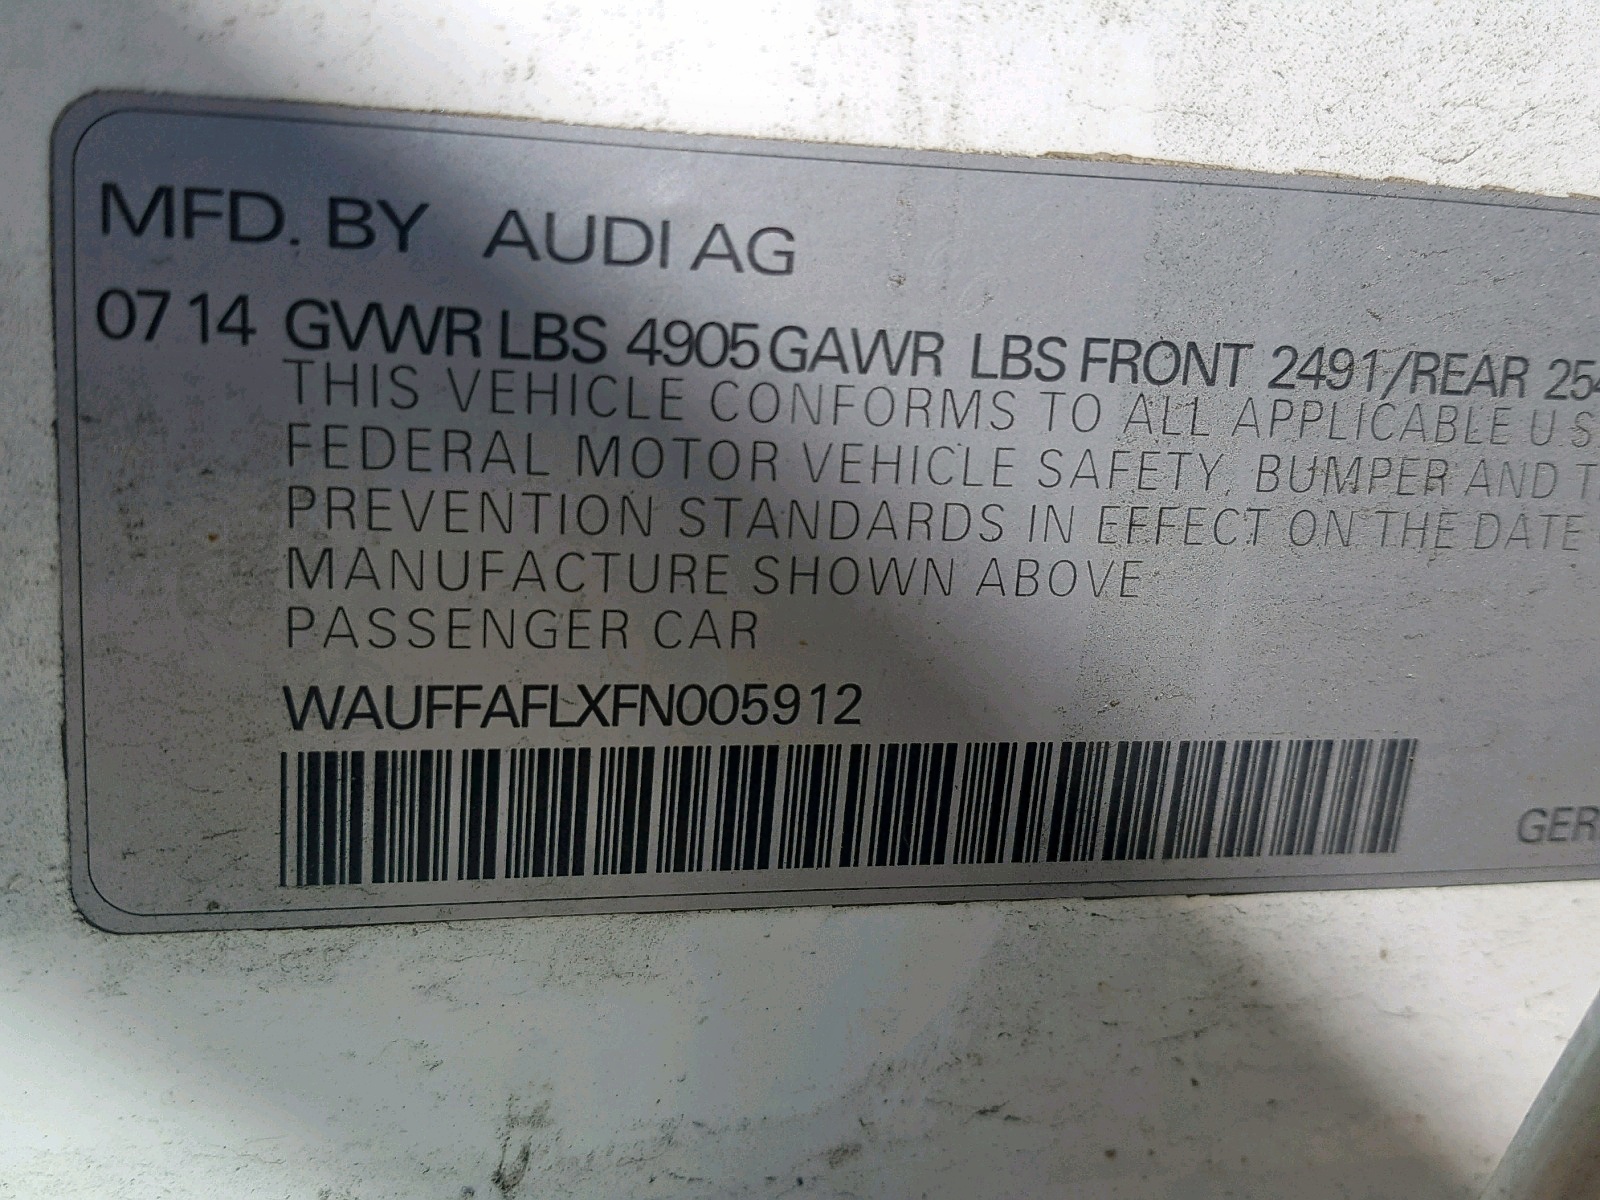 MFD. BY AUDI AG
07 14 GVWR LBS 4905 GAWR LBS FRONT 2491/REAR 254
THIS VEHICLE CONFORMS TO ALL APPLICABLE U S
FEDERAL MOTOR VEHICLE SAFETY, BUMPER AND T
PREVENTION STANDARDS IN EFFECT ON THE DATE
MANUFACTURE SHOWN ABOVE
PASSENGER CAR
WAUFFAFLXFN005912
GER